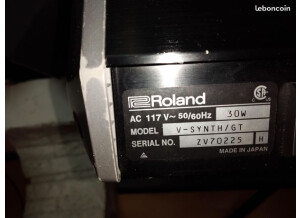 leboncoin
Roland
AC 117 V~ 50/60Hz 30W
MODEL V-SYNTH/GT
SERIAL NO. ZV70225 H
MADE IN JAPAN